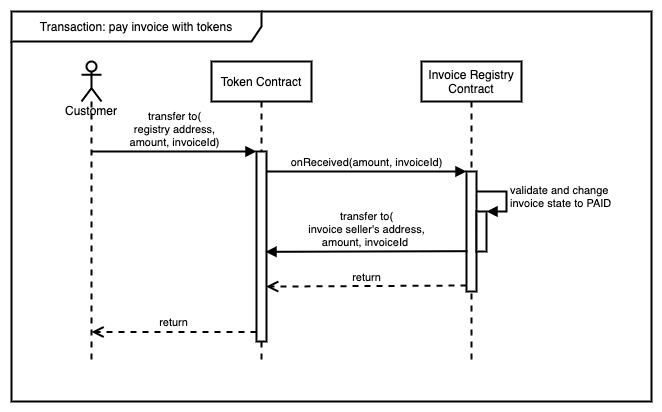 Transaction: pay invoice with tokens
Customer
Token Contract
Invoice Registry
Contract
transfer to(
registry address,
amount, invoiceId)
onReceived(amount, invoiceId)
validate and change
invoice state to PAID
transfer to(
invoice seller's address,
amount, invoiceId
return
return